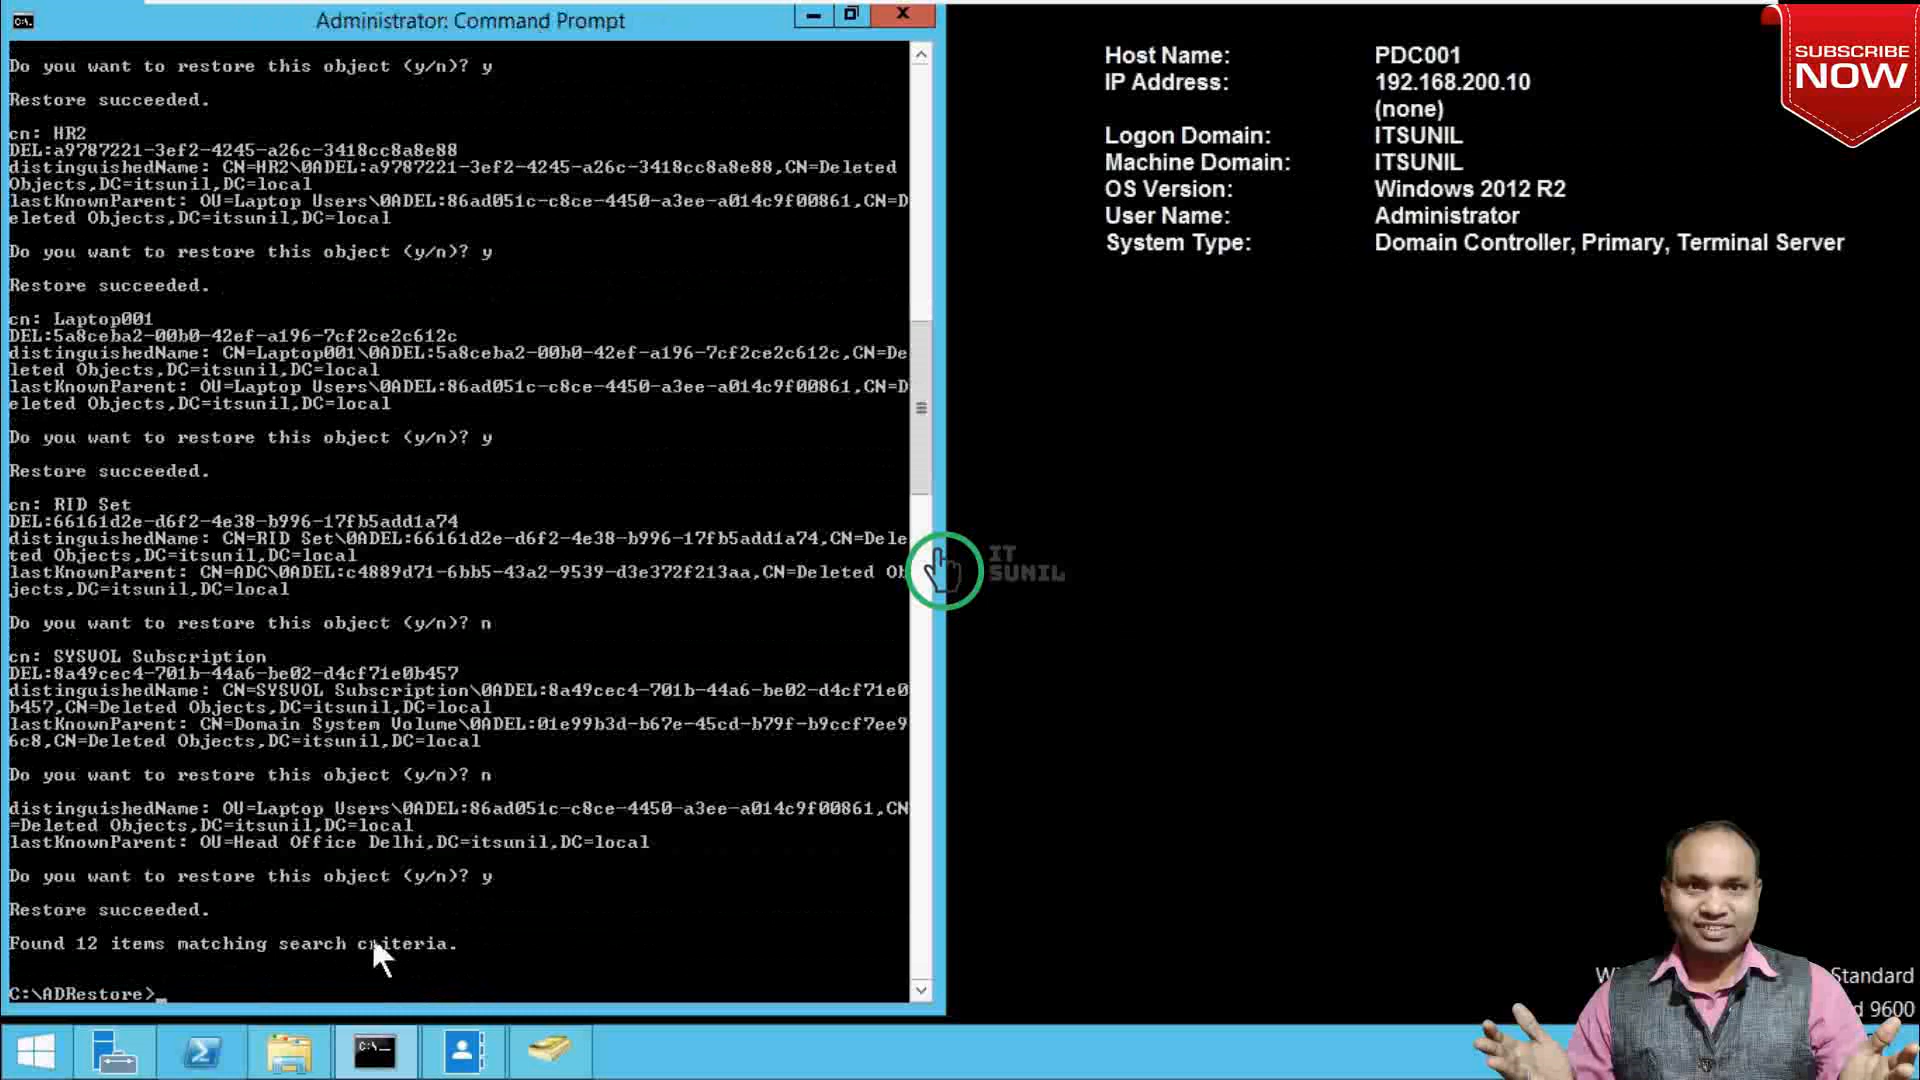 Administrator: Command Prompt
Do you want to restore this object (y/n)? y
Restore succeeded.
cn: HR2
DEL:a9787221-3ef2-4245-a26c-3418cc8a8e88
distinguishedName: CN=HR2\0ADEL:a9787221-3ef2-4245-a26c-3418cc8a8e88,CN=Deleted
Objects,DC=itsunil,DC=local
lastKnownParent: OU=Laptop Users\0ADEL:86ad051c-c8ce-4450-a3ee-a014c9f00861,CN=D
eleted Objects,DC=itsunil,DC=local
Do you want to restore this object (y/n)? y
Restore succeeded.
cn: Laptop001
DEL:5a8ceba2-00b0-42ef-a196-7cf2ce2c612c
distinguishedName: CN=Laptop001\0ADEL:5a8ceba2-00b0-42ef-a196-7cf2ce2c612c,CN=De
leted Objects,DC=itsunil,DC=local
lastKnownParent: OU=Laptop Users\0ADEL:86ad051c-c8ce-4450-a3ee-a014c9f00861,CN=D
eleted Objects,DC=itsunil,DC=local
Do you want to restore this object (y/n)? y
Restore succeeded.
cn: RID Set
DEL:66161d2e-d6f2-4e38-b996-17fb5add1a74
distinguishedName: CN=RID Set\0ADEL:66161d2e-d6f2-4e38-b996-17fb5add1a74,CN=Dele
ted Objects,DC=itsunil,DC=local
lastKnownParent: CN=ADC\0ADEL:c4889d71-6bb5-43a2-9539-d3e372f213aa,CN=Deleted Ob
jects,DC=itsunil,DC=local
Do you want to restore this object (y/n)? n
cn: SYSVOL Subscription
DEL:8a49cec4-701b-44a6-be02-d4cf71e0b457
distinguishedName: CN=SYSVOL Subscription\0ADEL:8a49cec4-701b-44a6-be02-d4cf71e0
b457,CN=Deleted Objects,DC=itsunil,DC=local
lastKnownParent: CN=Domain System Volume\0ADEL:01e99b3d-b67e-45cd-b79f-b9ccf7ee9
6c8,CN=Deleted Objects,DC=itsunil,DC=local
Do you want to restore this object (y/n)? n
distinguishedName: OU=Laptop Users\0ADEL:86ad051c-c8ce-4450-a3ee-a014c9f00861,CN
=Deleted Objects,DC=itsunil,DC=local
lastKnownParent: OU=Head Office Delhi,DC=itsunil,DC=local
Do you want to restore this object (y/n)? y
Restore succeeded.
Found 12 items matching search criteria.
C:\ADRestore>_
Host Name: PDC001
IP Address: 192.168.200.10
(none)
Logon Domain: ITSUNIL
Machine Domain: ITSUNIL
OS Version: Windows 2012 R2
User Name: Administrator
System Type: Domain Controller, Primary, Terminal Server
SUBSCRIBE
NOW
IT
SUNIL
Standard
9600